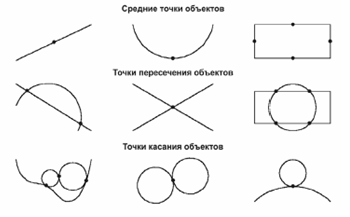 Средние точки объектов
Точки пересечения объектов
Точки касания объектов